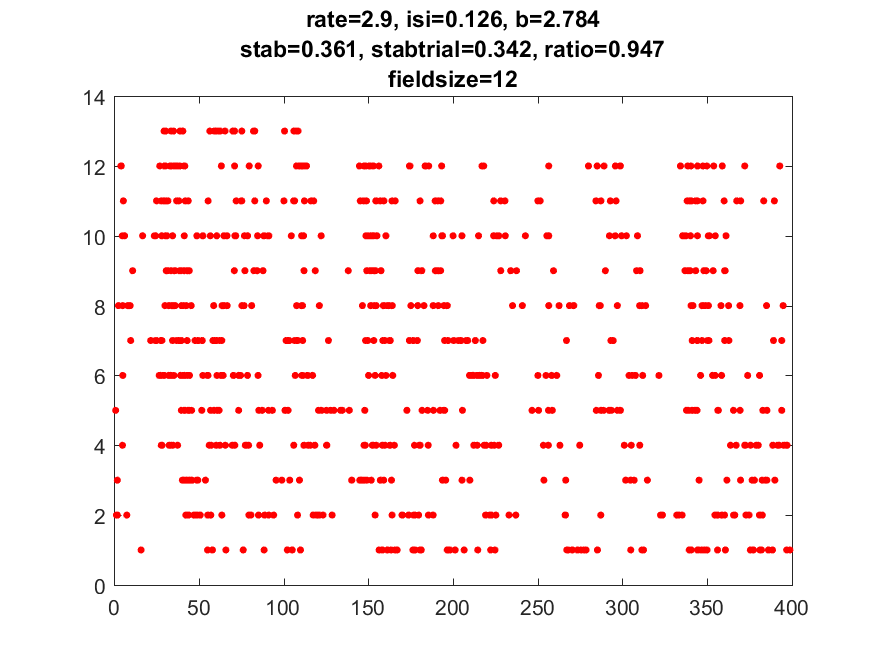 rate=2.9, isi=0.126, b=2.784
stab=0.361, stabtrial=0.342, ratio=0.947
fieldsize=12
14
12
10
8
6
4
2
0
0 50 100 150 200 250 300 350 400